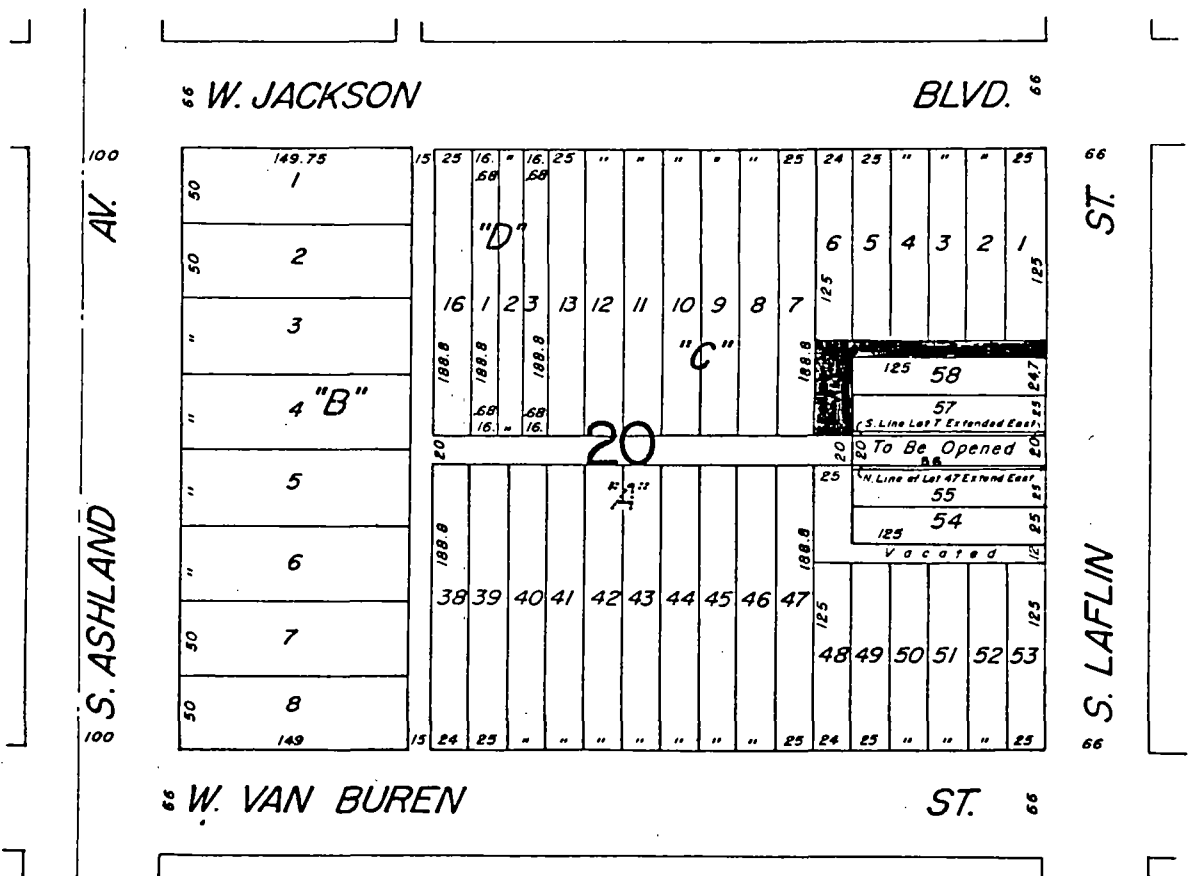 66 W. JACKSON BLVD. 66
100 149.75 15 25 16. " 16. 25 " " " " " 25 24 25 " " " 25 66
.68 .68
50 1
AV.
ST.
"D"
50 2 6 5 4 3 2 1
125 125
16 1 2 3 13 12 11 10 9 8 7
" 3
188.8 188.8 188.8 "C" 188.8
125 58 24.7
" 4 "B"
57 25
.68 .68
16. " 16.
S. Line Lot 7 Extended East
20 20 20 20 To Be Opened 20
56
" 5 "A" 25 N. Line of Lot 47 Extend East
55 25
54 25
125
188.8 188.8 Vacated 12
" 6
38 39 40 41 42 43 44 45 46 47 125 125
50 7 48 49 50 51 52 53
50 8
S. ASHLAND
S. LAFLIN
100 149 15 24 25 " " " " " " " 25 24 25 " " " 25 66
66 W. VAN BUREN ST. 66